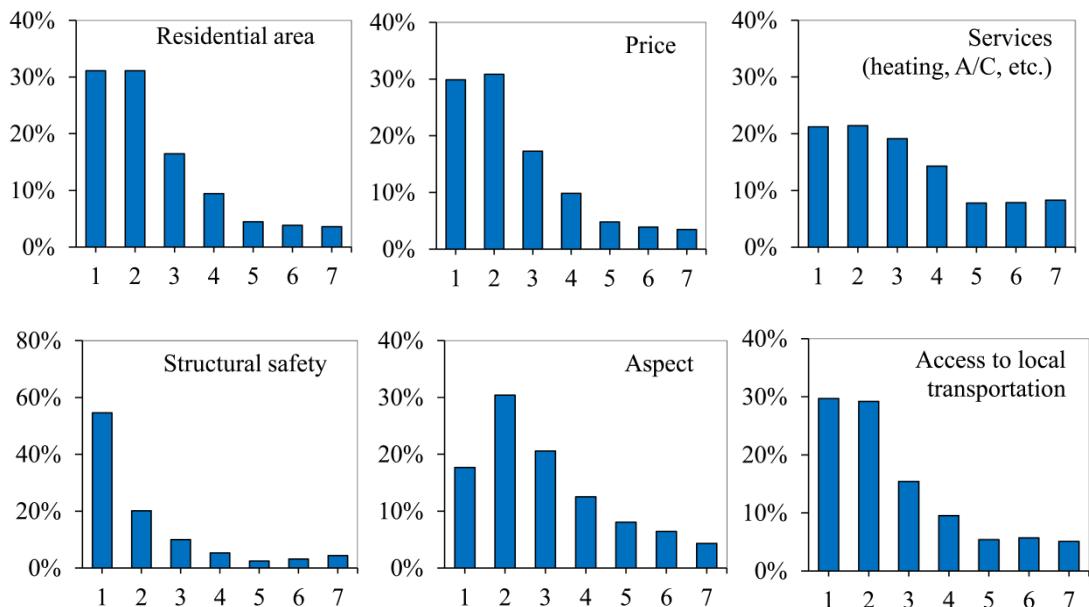 Residential area
40%
30%
20%
10%
0%
1 2 3 4 5 6 7
Price
40%
30%
20%
10%
0%
1 2 3 4 5 6 7
Services
(heating, A/C, etc.)
40%
30%
20%
10%
0%
1 2 3 4 5 6 7
Structural safety
80%
60%
40%
20%
0%
1 2 3 4 5 6 7
Aspect
40%
30%
20%
10%
0%
1 2 3 4 5 6 7
Access to local
transportation
40%
30%
20%
10%
0%
1 2 3 4 5 6 7